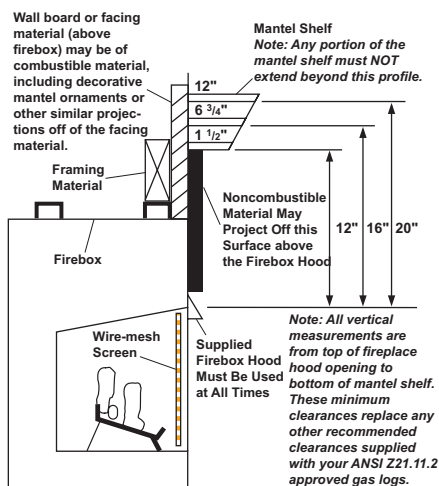 Wall board or facing
material (above
firebox) may be of
combustible material,
including decorative
mantel ornaments or
other similar projec-
tions off of the facing
material.
Mantel Shelf
Note: Any portion of the
mantel shelf must NOT
extend beyond this profile.
12"
6 3/4"
1 1/2"
Framing
Material
Noncombustible
Material May
Project Off this
Surface above
the Firebox Hood
12" 16" 20"
Firebox
Wire-mesh
Screen
Supplied
Firebox Hood
Must Be Used
at All Times
Note: All vertical
measurements are
from top of fireplace
hood opening to
bottom of mantel shelf.
These minimum
clearances replace any
other recommended
clearances supplied
with your ANSI Z21.11.2
approved gas logs.